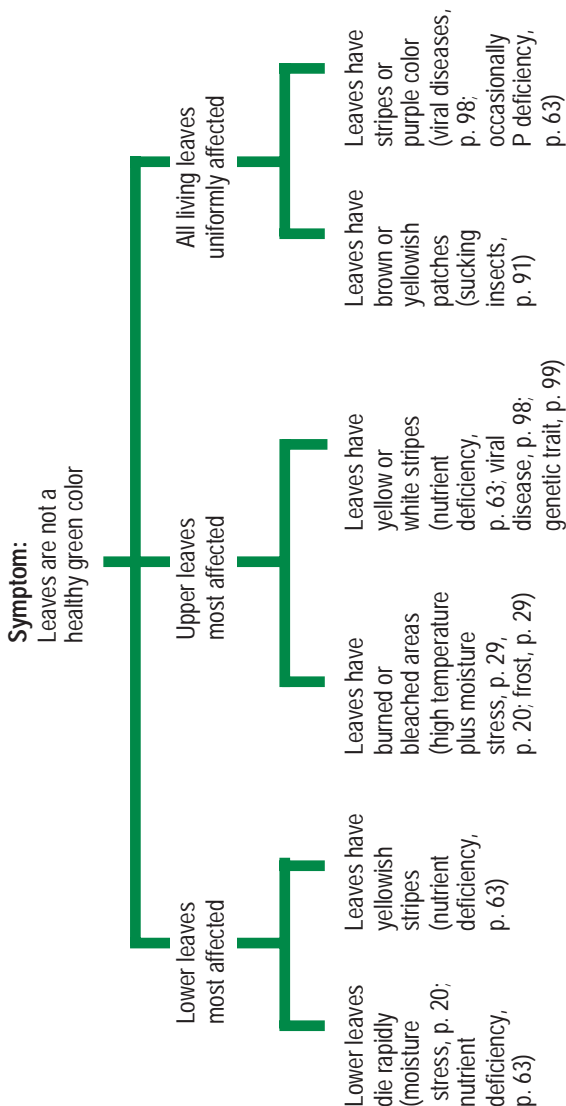 Symptom:
Leaves are not a
healthy green color
Lower leaves
most affected
Upper leaves
most affected
All living leaves
uniformly affected
Lower leaves
die rapidly
(moisture
stress, p. 20;
nutrient
deficiency,
p. 63)
Leaves have
yellowish
stripes
(nutrient
deficiency,
p. 63)
Leaves have
burned or
bleached areas
(high temperature
plus moisture
stress, p. 29,
p. 20; frost, p. 29)
Leaves have
yellow or
white stripes
(nutrient
deficiency,
p. 63; viral
disease, p. 98;
genetic trait, p. 99)
Leaves have
brown or
yellowish
patches
(sucking
insects,
p. 91)
Leaves have
stripes or
purple color
(viral diseases,
p. 98;
occasionally
P deficiency,
p. 63)